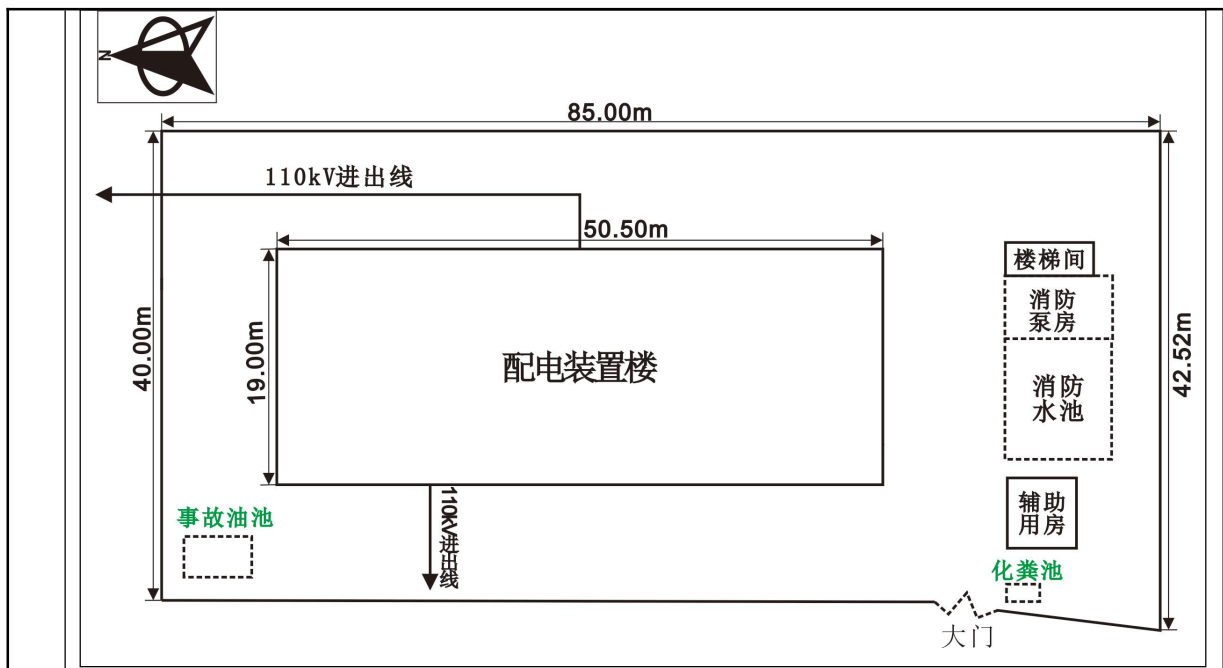 N
85.00m
110kV进出线
50.50m
楼梯间
消防
泵房
40.00m
19.00m
配电装置楼
消防
水池
42.52m
110kV进出线
事故油池
辅助
用房
化粪池
大门